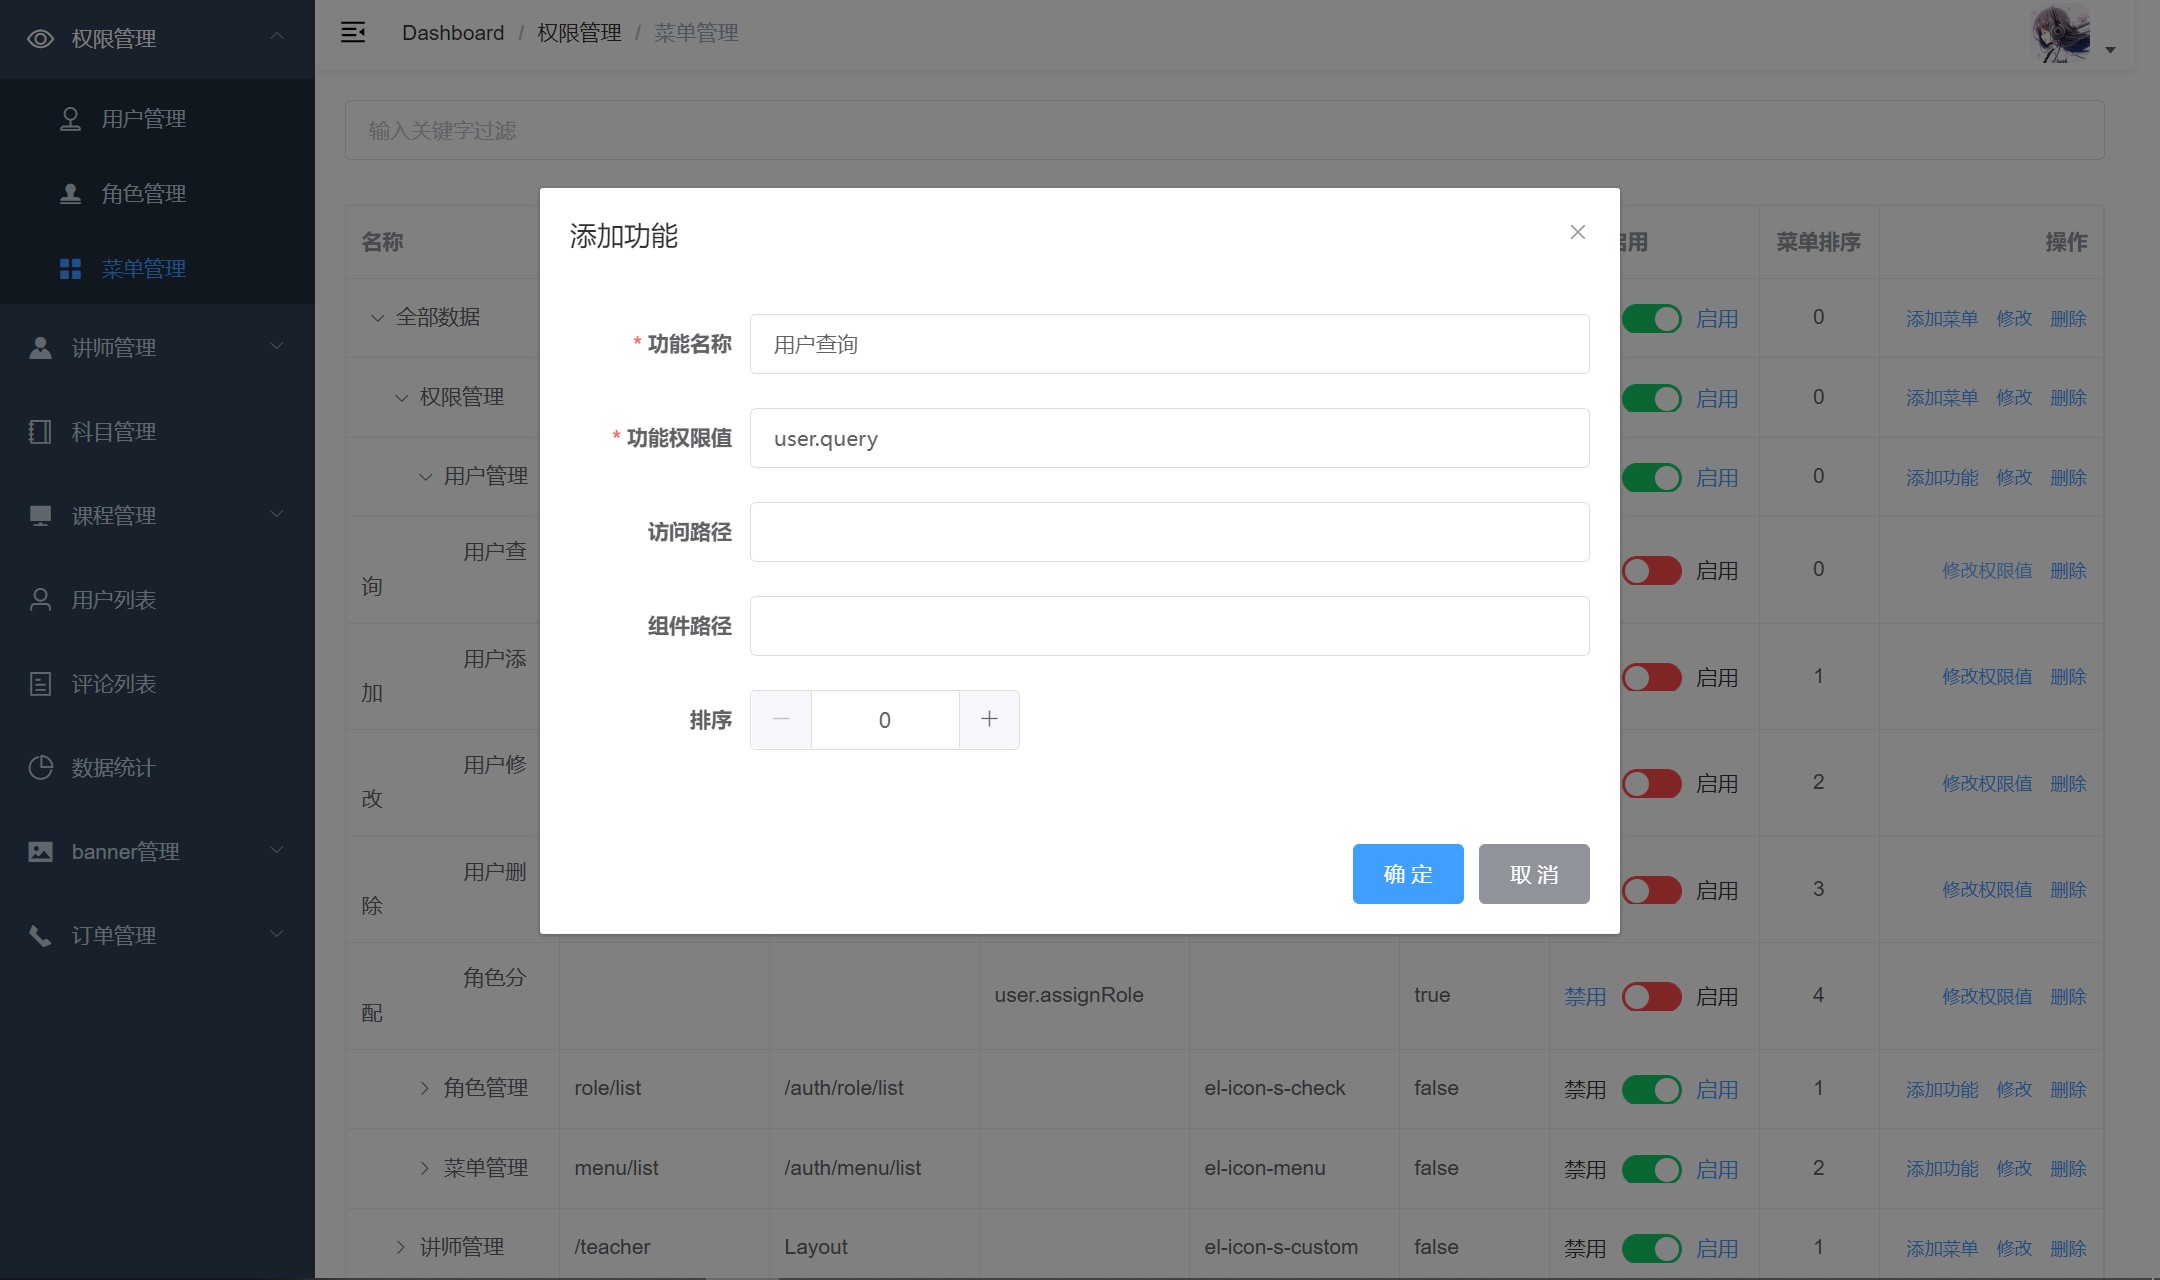 权限管理
用户管理
角色管理
菜单管理
讲师管理
科目管理
课程管理
用户列表
评论列表
数据统计
banner管理
订单管理
Dashboard / 权限管理 / 菜单管理
输入关键字过滤
名称 用 菜单排序 操作
全部数据 启用 0 添加菜单 修改 删除
权限管理 启用 0 添加菜单 修改 删除
用户管理 启用 0 添加功能 修改 删除
用户查
询 启用 0 修改权限值 删除
用户添
加 启用 1 修改权限值 删除
用户修
改 启用 2 修改权限值 删除
用户删
除 启用 3 修改权限值 删除
角色分
配 user.assignRole true 禁用 启用 4 修改权限值 删除
角色管理 role/list /auth/role/list el-icon-s-check false 禁用 启用 1 添加功能 修改 删除
菜单管理 menu/list /auth/menu/list el-icon-menu false 禁用 启用 2 添加功能 修改 删除
讲师管理 /teacher Layout el-icon-s-custom false 禁用 启用 1 添加菜单 修改 删除
添加功能
* 功能名称 用户查询
* 功能权限值 user.query
访问路径
组件路径
排序 0
确 定 取 消